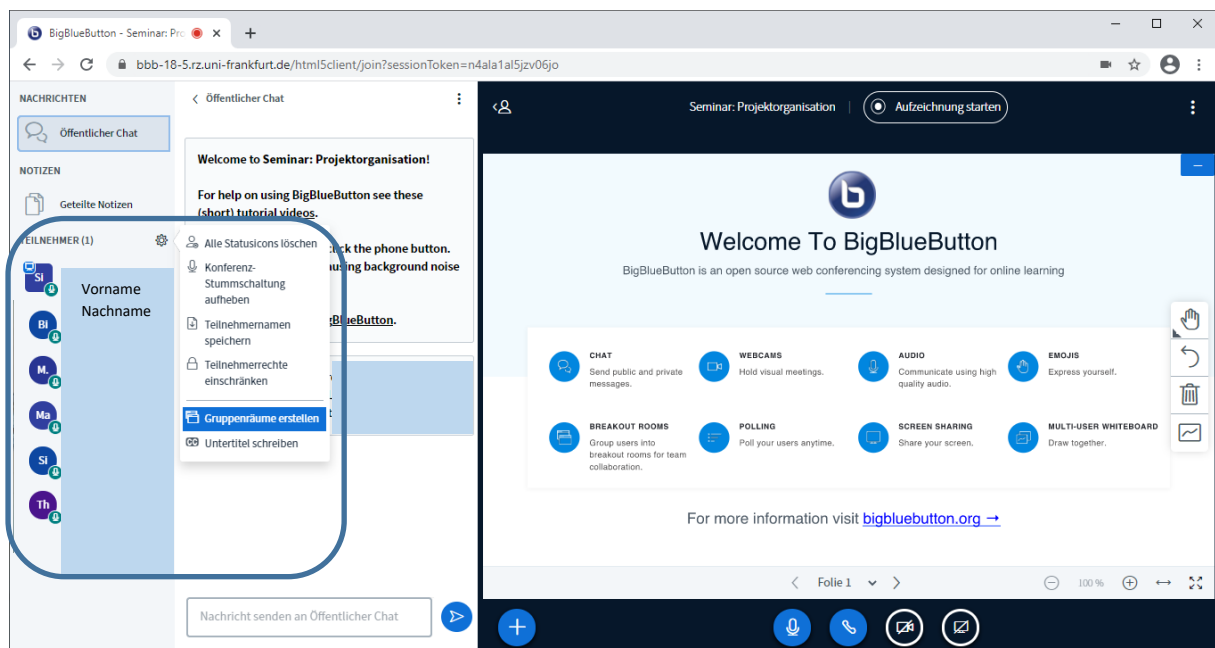 BigBlueButton - Seminar: Pro
bbb-18-5.rz.uni-frankfurt.de/html5client/join?sessionToken=n4ala1al5jzv06jo
NACHRICHTEN
Öffentlicher Chat
NOTIZEN
Geteilte Notizen
TEILNEHMER (1)
SI
Vorname
Nachname
BI
M.
Ma
Si
Th
Öffentlicher Chat
Welcome to Seminar: Projektorganisation!
For help on using BigBlueButton see these
(short) tutorial videos.
click the phone button.
using background noise
BigBlueButton.
Alle Statusicons löschen
Konferenz-
Stummschaltung
aufheben
Teilnehmernamen
speichern
Teilnehmerrechte
einschränken
Gruppenräume erstellen
Untertitel schreiben
Nachricht senden an Öffentlicher Chat
Seminar: Projektorganisation
Aufzeichnung starten
Welcome To BigBlueButton
BigBlueButton is an open source web conferencing system designed for online learning
CHAT
Send public and private
messages.
WEBCAMS
Hold visual meetings.
AUDIO
Communicate using high
quality audio.
EMOJIS
Express yourself.
BREAKOUT ROOMS
Group users into
breakout rooms for team
collaboration.
POLLING
Poll your users anytime.
SCREEN SHARING
Share your screen.
MULTI-USER WHITEBOARD
Draw together.
For more information visit bigbluebutton.org →
Folie 1
100 %